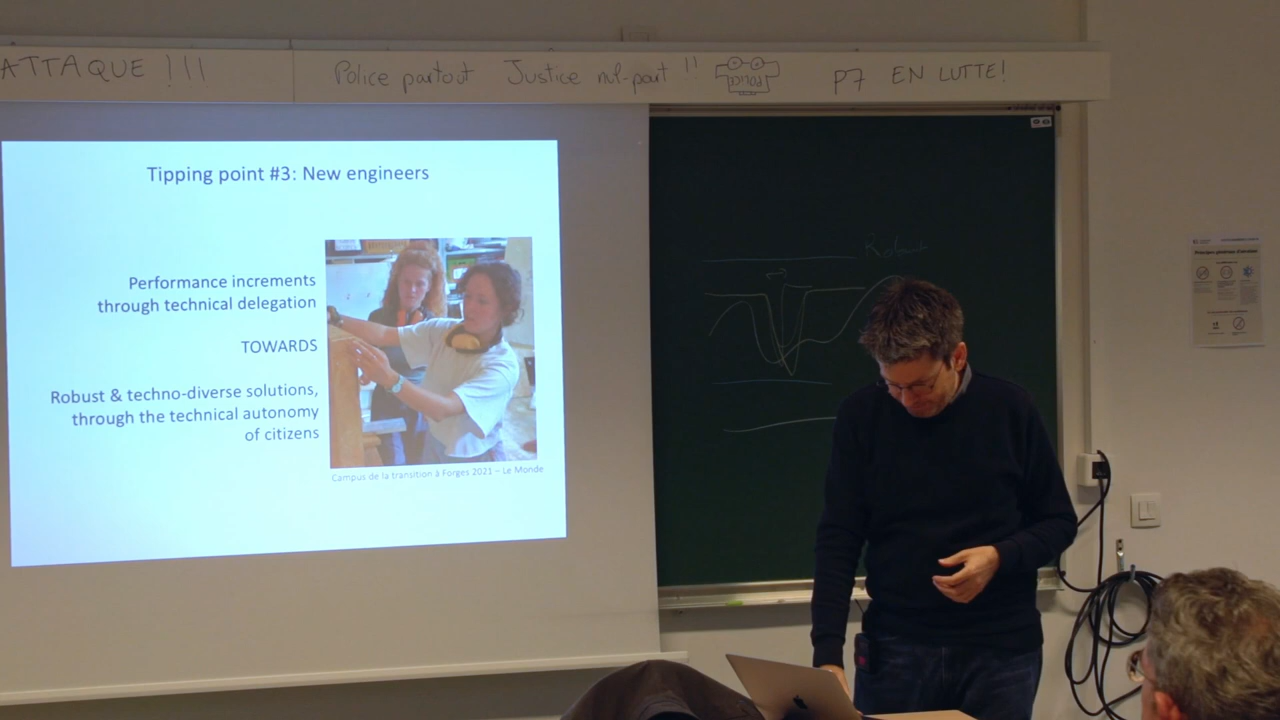 ATTAQUE !!!
Police partout Justice nul-part !!
POLICE
P7 EN LUTTE!
Tipping point #3: New engineers
Performance increments
through technical delegation
TOWARDS
Robust & techno-diverse solutions,
through the technical autonomy
of citizens
Campus de la transition à Forges 2021 – Le Monde
Robust